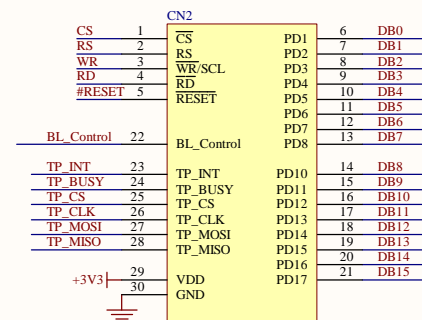 CN2
CS 1 CS PD1 6 DB0
RS 2 RS PD2 7 DB1
WR 3 WR/SCL PD3 8 DB2
RD 4 RD PD4 9 DB3
#RESET 5 RESET PD5 10 DB4
PD6 11 DB5
PD7 12 DB6
BL_Control 22 BL_Control PD8 13 DB7
TP_INT 23 TP_INT PD10 14 DB8
TP_BUSY 24 TP_BUSY PD11 15 DB9
TP_CS 25 TP_CS PD12 16 DB10
TP_CLK 26 TP_CLK PD13 17 DB11
TP_MOSI 27 TP_MOSI PD14 18 DB12
TP_MISO 28 TP_MISO PD15 19 DB13
PD16 20 DB14
+3V3 29 VDD PD17 21 DB15
30 GND